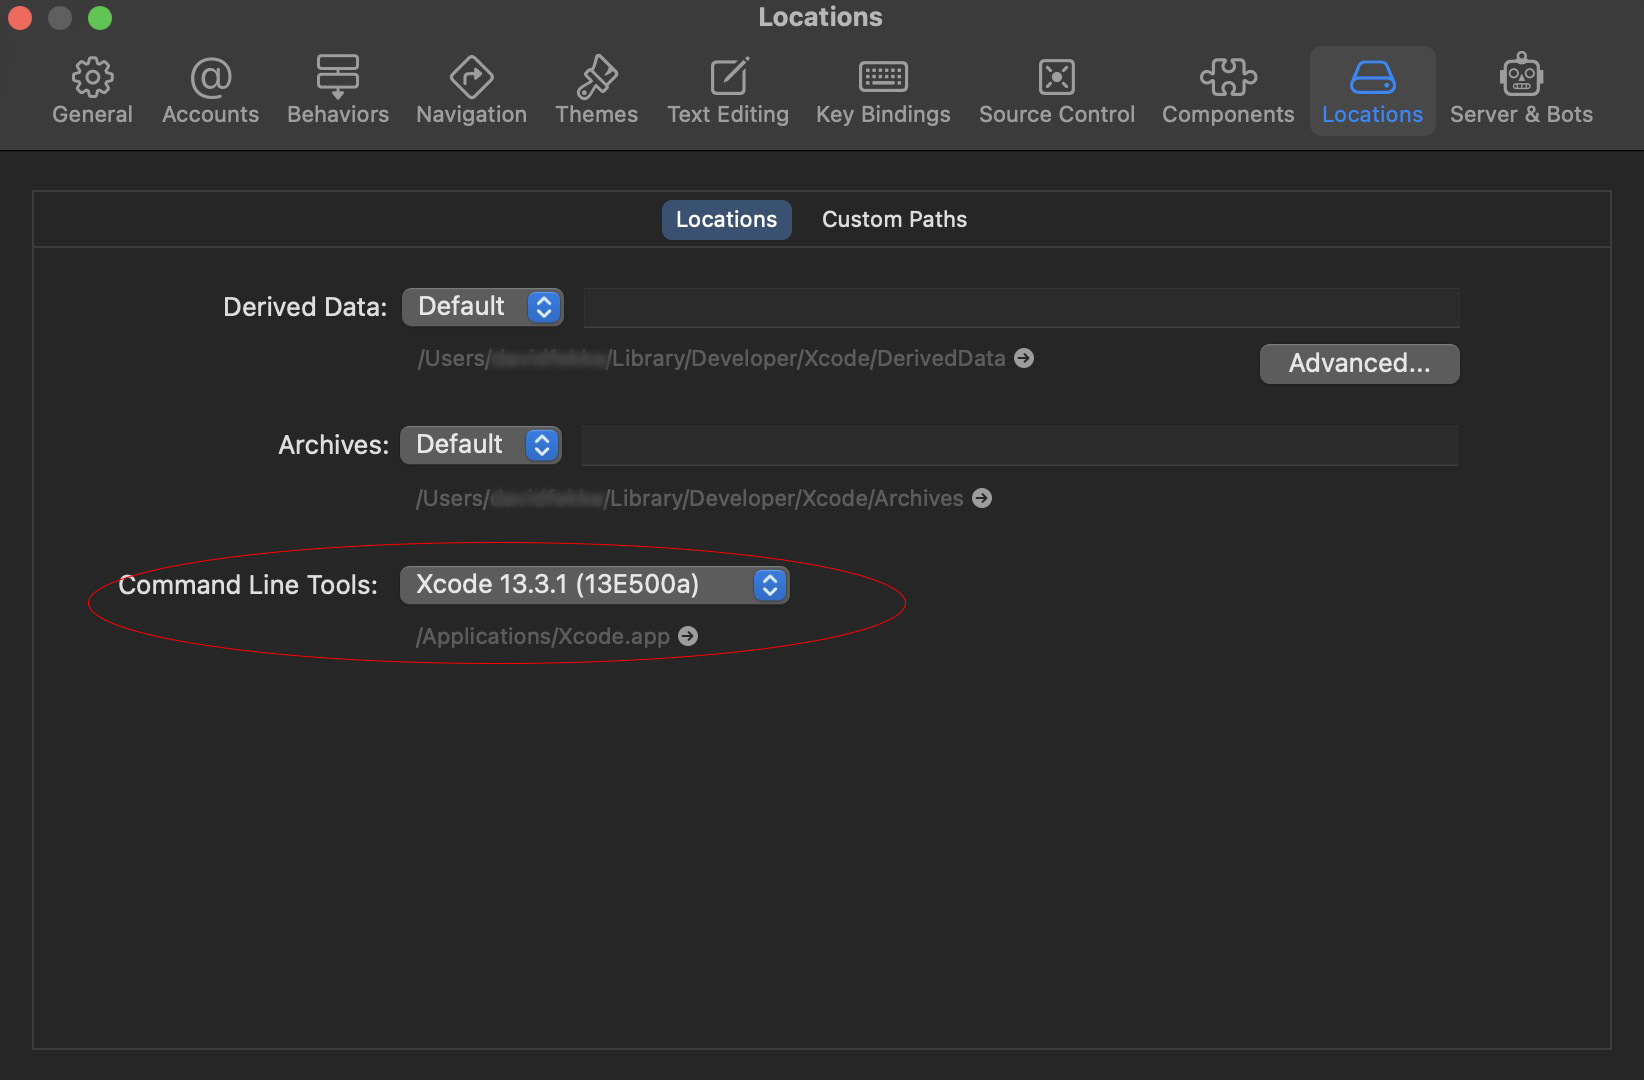 Locations
General Accounts Behaviors Navigation Themes Text Editing Key Bindings Source Control Components Locations Server & Bots
Locations Custom Paths
Derived Data: Default
/Users/ /Library/Developer/Xcode/DerivedData
Advanced...
Archives: Default
/Users/ /Library/Developer/Xcode/Archives
Command Line Tools: Xcode 13.3.1 (13E500a)
/Applications/Xcode.app